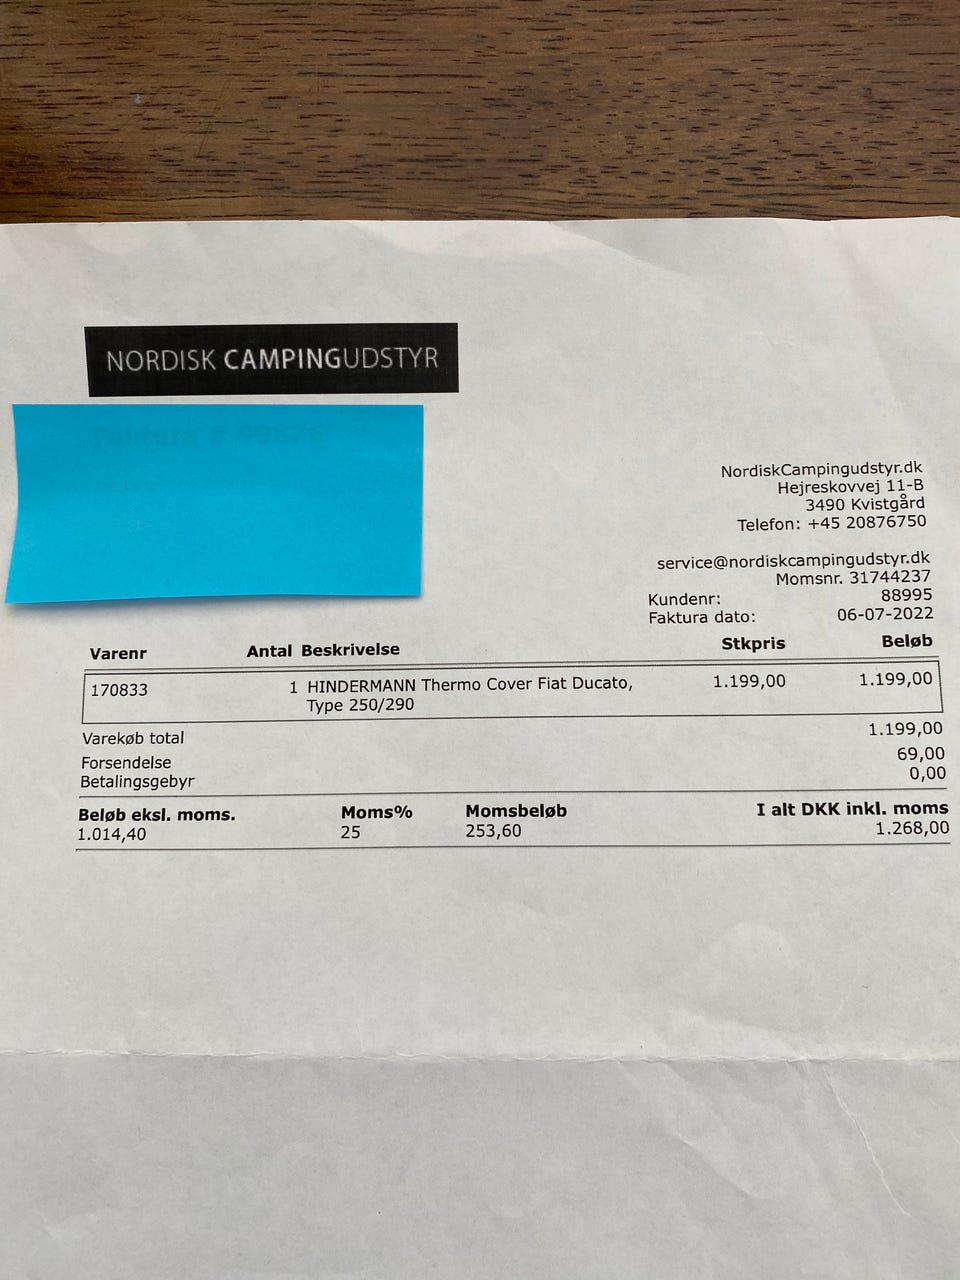 NORDISK CAMPINGUDSTYR
Faktura #
NordiskCampingudstyr.dk
Hejreskovvej 11-B
3490 Kvistgård
Telefon: +45 20876750
service@nordiskcampingudstyr.dk
Momsnr. 31744237
Kundenr: 88995
Faktura dato: 06-07-2022
Varenr Antal Beskrivelse Stkpris Beløb
170833 1 HINDERMANN Thermo Cover Fiat Ducato, 1.199,00 1.199,00
Type 250/290
Varekøb total 1.199,00
Forsendelse 69,00
Betalingsgebyr 0,00
Beløb eksl. moms. Moms% Momsbeløb I alt DKK inkl. moms
1.014,40 25 253,60 1.268,00